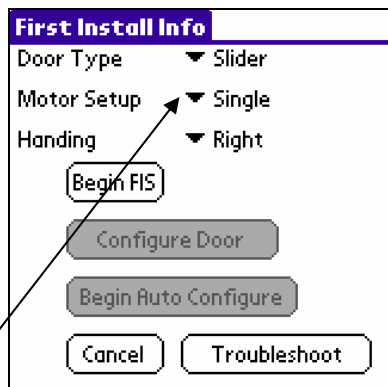 First Install Info
Door Type Slider
Motor Setup Single
Handing Right
Begin FIS
Configure Door
Begin Auto Configure
Cancel Troubleshoot